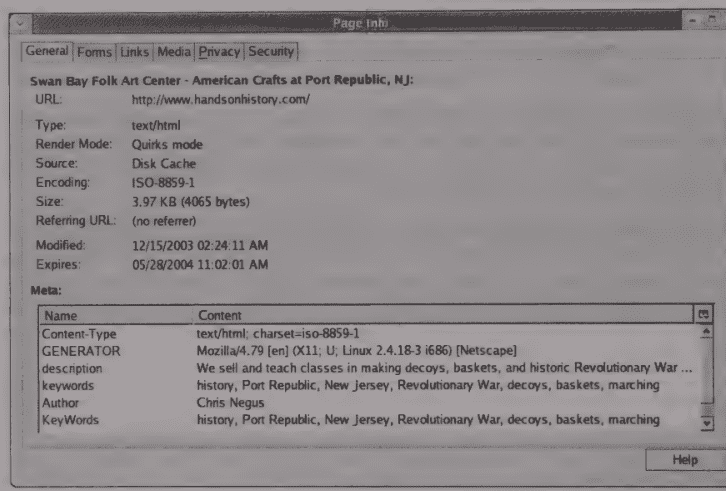 Page Info
General Forms Links Media Privacy Security
Swan Bay Folk Art Center - American Crafts at Port Republic, NJ:
URL: http://www.handsonhistory.com/
Type: text/html
Render Mode: Quirks mode
Source: Disk Cache
Encoding: ISO-8859-1
Size: 3.97 KB (4065 bytes)
Referring URL: (no referrer)
Modified: 12/15/2003 02:24:11 AM
Expires: 05/28/2004 11:02:01 AM
Meta:
Name Content
Content-Type text/html; charset=iso-8859-1
GENERATOR Mozilla/4.79 [en] (X11; U; Linux 2.4.18-3 i686) [Netscape]
description We sell and teach classes in making decoys, baskets, and historic Revolutionary War ...
keywords history, Port Republic, New Jersey, Revolutionary War, decoys, baskets, marching
Author Chris Negus
KeyWords history, Port Republic, New Jersey, Revolutionary War, decoys, baskets, marching
Help